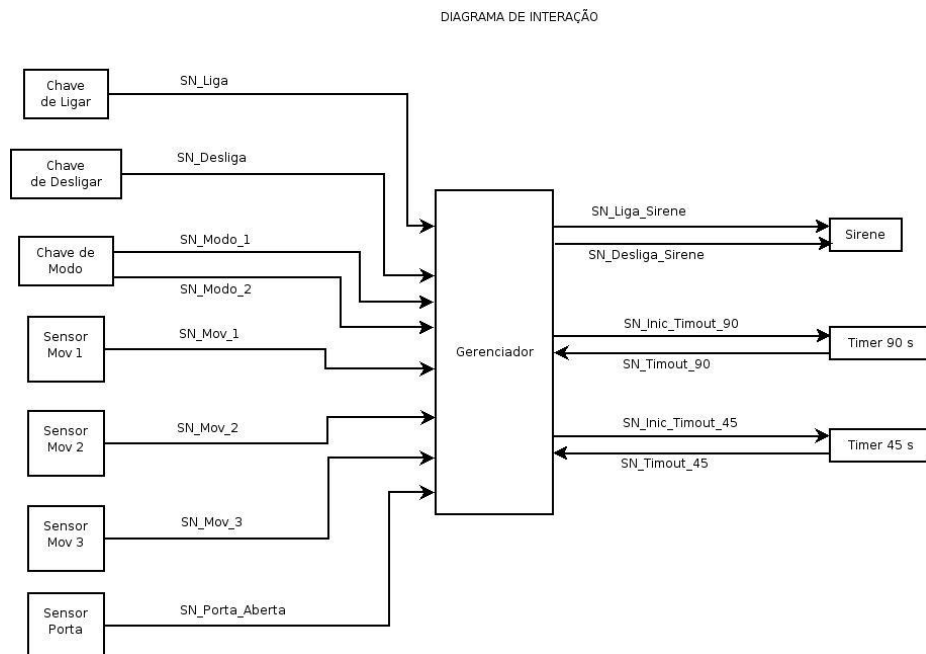 DIAGRAMA DE INTERAÇÃO
SN_Liga
Chave
de Ligar
SN_Desliga
Chave
de Desligar
SN_Modo_1
Chave de
Modo
SN_Modo_2
Sensor
Mov 1
SN_Mov_1
Sensor
Mov 2
SN_Mov_2
Sensor
Mov 3
SN_Mov_3
Sensor
Porta
SN_Porta_Aberta
Gerenciador
SN_Liga_Sirene
Sirene
SN_Desliga_Sirene
SN_Inic_Timout_90
Timer 90 s
SN_Timout_90
SN_Inic_Timout_45
Timer 45 s
SN_Timout_45